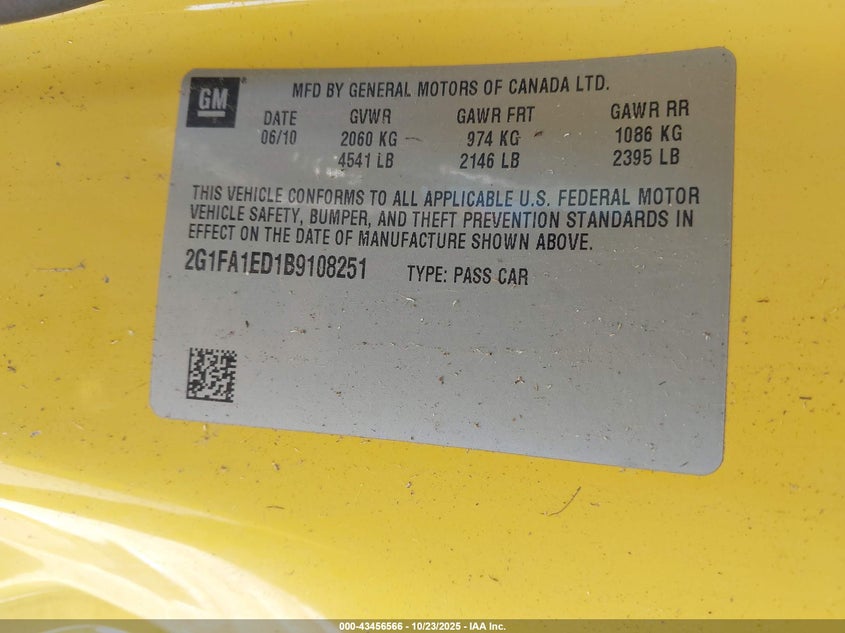 GM
MFD BY GENERAL MOTORS OF CANADA LTD.
DATE GVWR GAWR FRT GAWR RR
06/10 2060 KG 974 KG 1086 KG
4541 LB 2146 LB 2395 LB
THIS VEHICLE CONFORMS TO ALL APPLICABLE U.S. FEDERAL MOTOR
VEHICLE SAFETY, BUMPER, AND THEFT PREVENTION STANDARDS IN
EFFECT ON THE DATE OF MANUFACTURE SHOWN ABOVE.
2G1FA1ED1B9108251 TYPE: PASS CAR
000-43456566 - 10/23/2025 - IAA Inc.